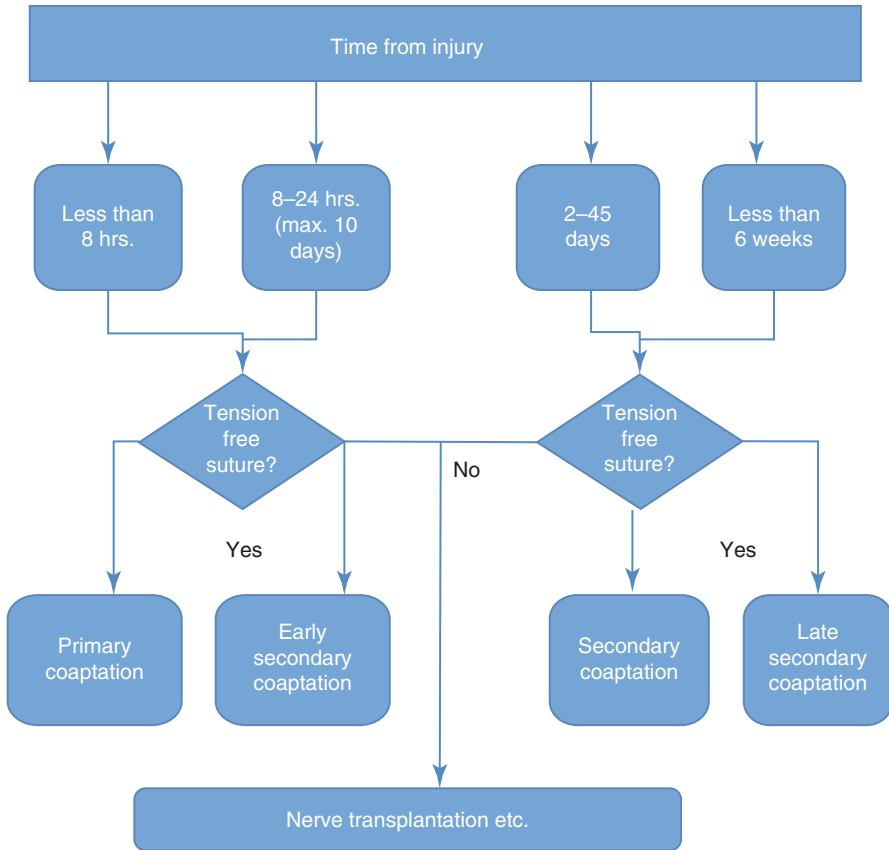 Time from injury
Less than
8 hrs.
8–24 hrs.
(max. 10
days)
2–45
days
Less than
6 weeks
Tension
free
suture?
Tension
free
suture?
No
Yes
Yes
Primary
coaptation
Early
secondary
coaptation
Secondary
coaptation
Late
secondary
coaptation
Nerve transplantation etc.